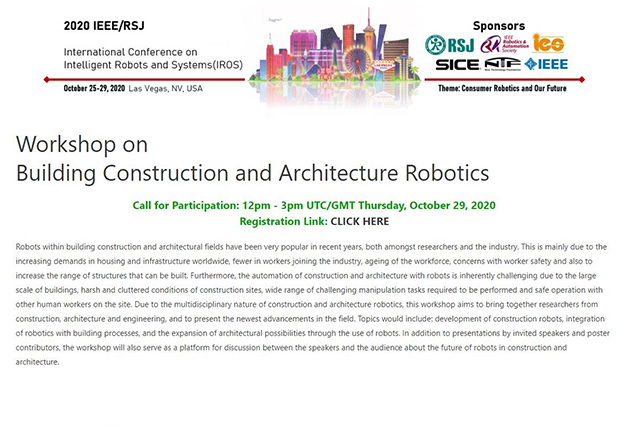 2020 IEEE/RSJ
International Conference on
Intelligent Robots and Systems(IROS)
October 25-29, 2020 Las Vegas, NV, USA
Sponsors
RSJ
IEEE Robotics & Automation Society
ies
SICE
NTF
IEEE
Theme: Consumer Robotics and Our Future
Workshop on
Building Construction and Architecture Robotics
Call for Participation: 12pm - 3pm UTC/GMT Thursday, October 29, 2020
Registration Link: CLICK HERE
Robots within building construction and architectural fields have been very popular in recent years, both amongst researchers and the industry. This is mainly due to the
increasing demands in housing and infrastructure worldwide, fewer in workers joining the industry, ageing of the workforce, concerns with worker safety and also to
increase the range of structures that can be built. Furthermore, the automation of construction and architecture with robots is inherently challenging due to the large
scale of buildings, harsh and cluttered conditions of construction sites, wide range of challenging manipulation tasks required to be performed and safe operation with
other human workers on the site. Due to the multidisciplinary nature of construction and architecture robotics, this workshop aims to bring together researchers from
construction, architecture and engineering, and to present the newest advancements in the field. Topics would include: development of construction robots, integration
of robotics with building processes, and the expansion of architectural possibilities through the use of robots. In addition to presentations by invited speakers and poster
contributors, the workshop will also serve as a platform for discussion between the speakers and the audience about the future of robots in construction and
architecture.